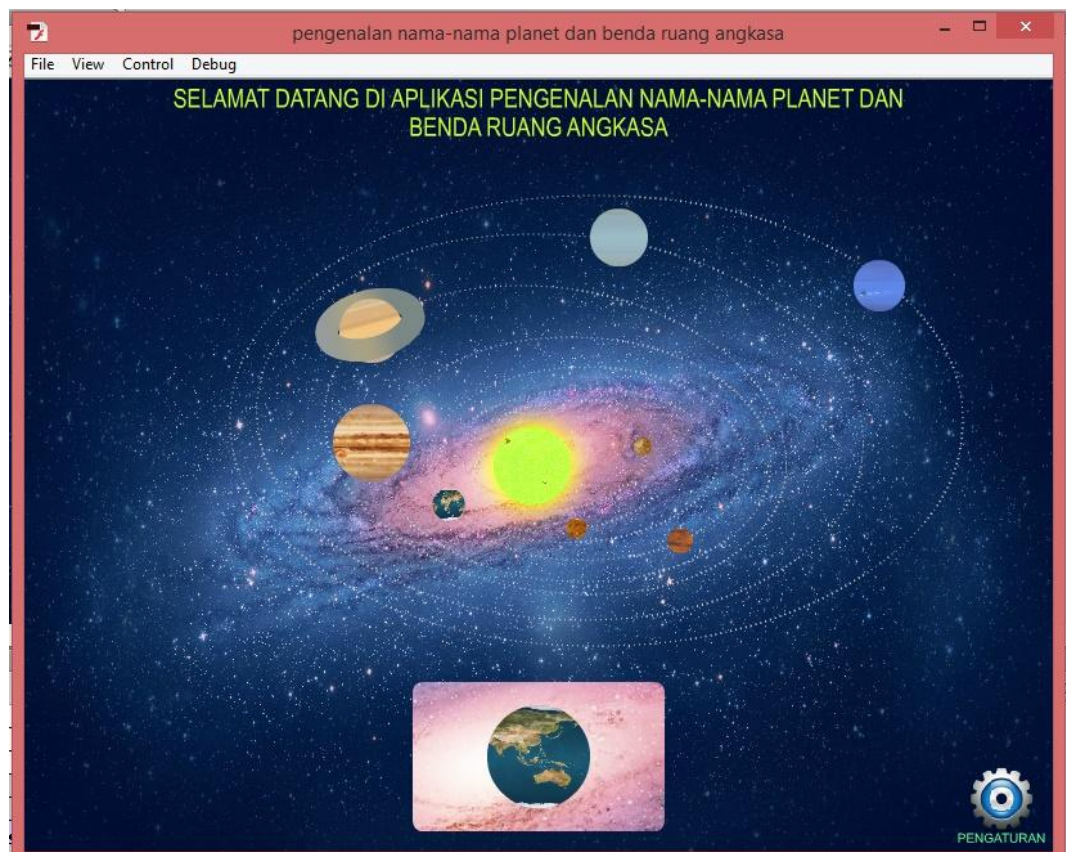 pengenalan nama-nama planet dan benda ruang angkasa
File View Control Debug
SELAMAT DATANG DI APLIKASI PENGENALAN NAMA-NAMA PLANET DAN
BENDA RUANG ANGKASA
PENGATURAN